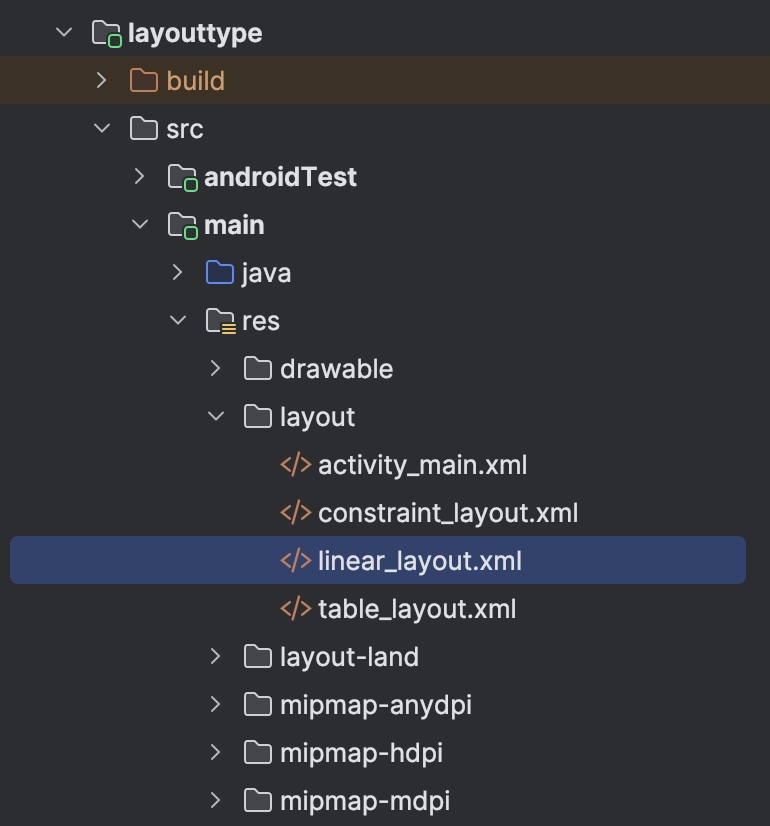 layouttype
build
src
androidTest
main
java
res
drawable
layout
activity_main.xml
constraint_layout.xml
linear_layout.xml
table_layout.xml
layout-land
mipmap-anydpi
mipmap-hdpi
mipmap-mdpi